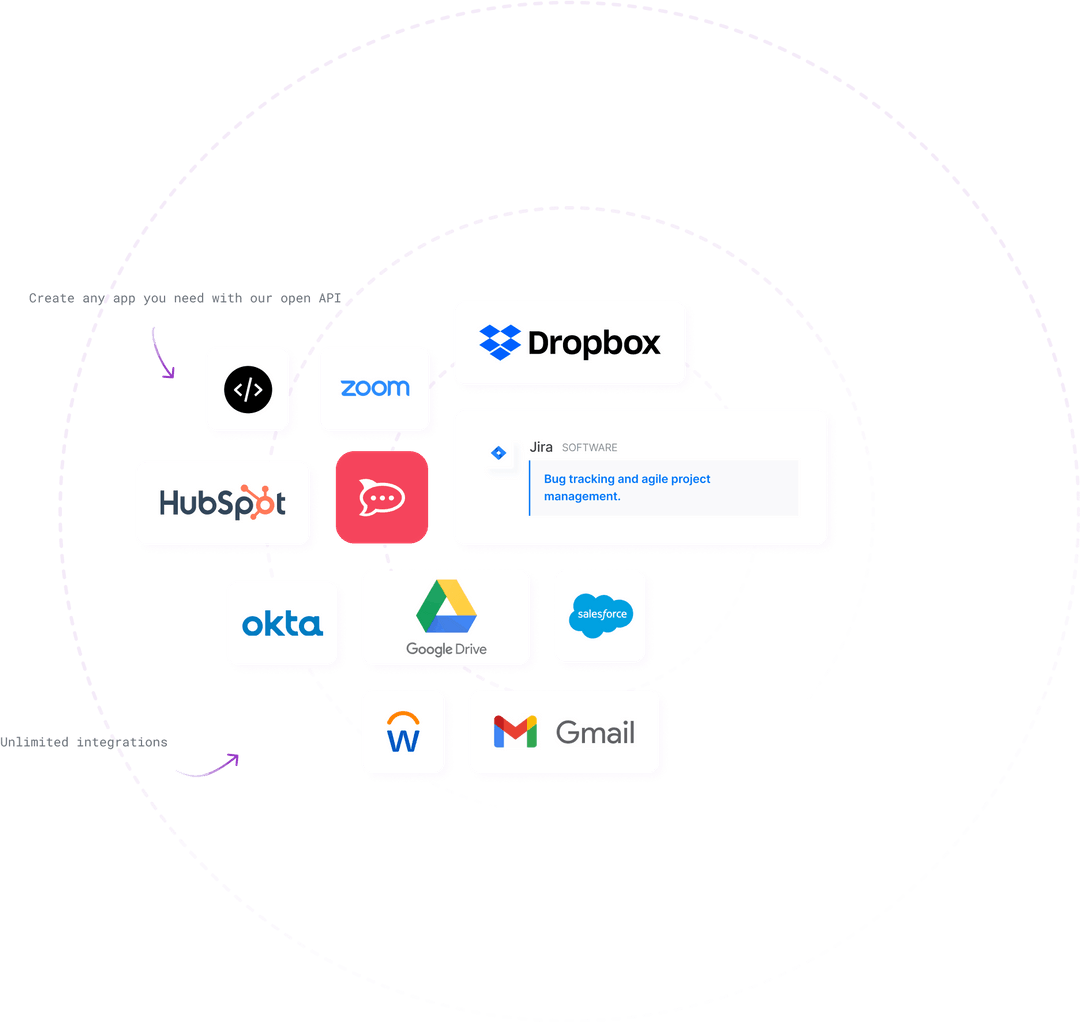 Create any app you need with our open API
Dropbox
</>
zoom
Jira SOFTWARE
Bug tracking and agile project
management.
HubSpot
okta
Google Drive
salesforce
Unlimited integrations
W
Gmail